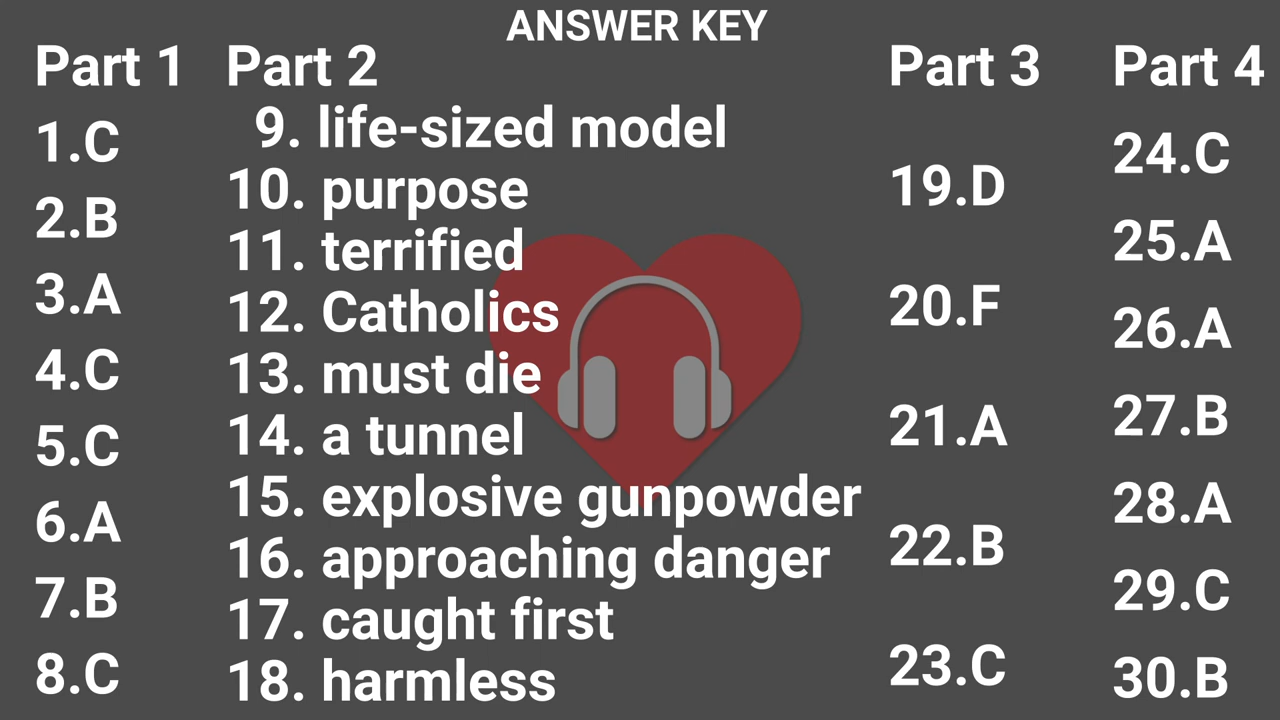 ANSWER KEY
Part 1
1.C
2.B
3.A
4.C
5.C
6.A
7.B
8.C
Part 2
9. life-sized model
10. purpose
11. terrified
12. Catholics
13. must die
14. a tunnel
15. explosive gunpowder
16. approaching danger
17. caught first
18. harmless
Part 3
19.D
20.F
21.A
22.B
23.C
Part 4
24.C
25.A
26.A
27.B
28.A
29.C
30.B